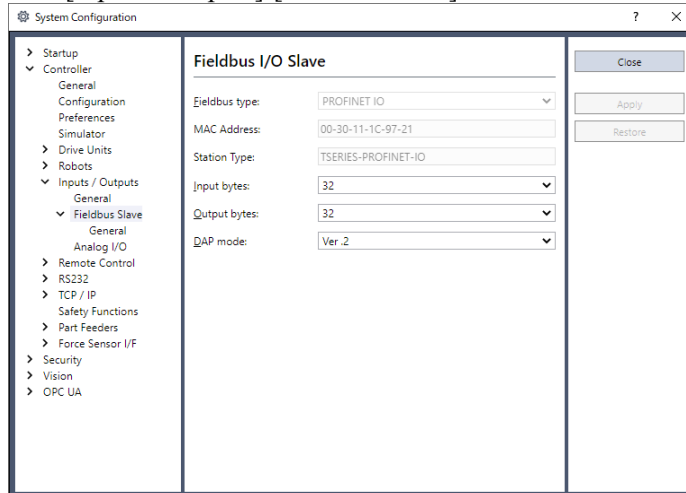 System Configuration
?
Startup
Controller
General
Configuration
Preferences
Simulator
Drive Units
Robots
Inputs / Outputs
General
Fieldbus Slave
General
Analog I/O
Remote Control
RS232
TCP / IP
Safety Functions
Part Feeders
Force Sensor I/F
Security
Vision
OPC UA
Fieldbus I/O Slave
Fieldbus type: PROFINET IO
MAC Address: 00-30-11-1C-97-21
Station Type: TSERIES-PROFINET-IO
Input bytes: 32
Output bytes: 32
DAP mode: Ver .2
Close
Apply
Restore